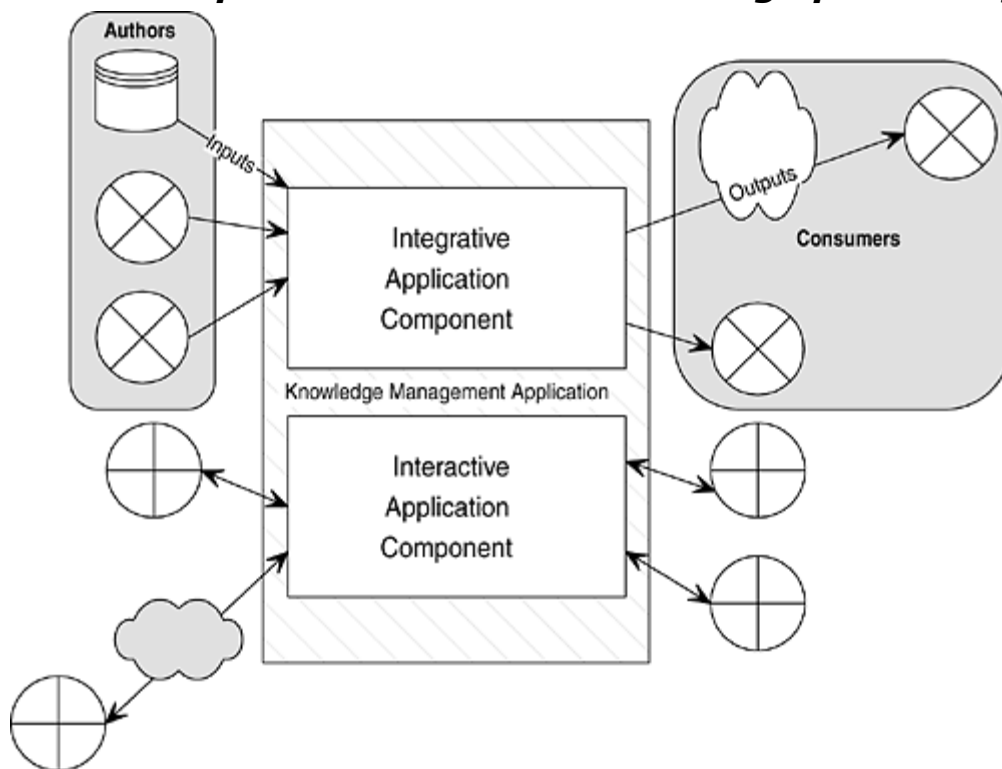 Authors
Inputs
Integrative
Application
Component
Outputs
Consumers
Knowledge Management Application
Interactive
Application
Component